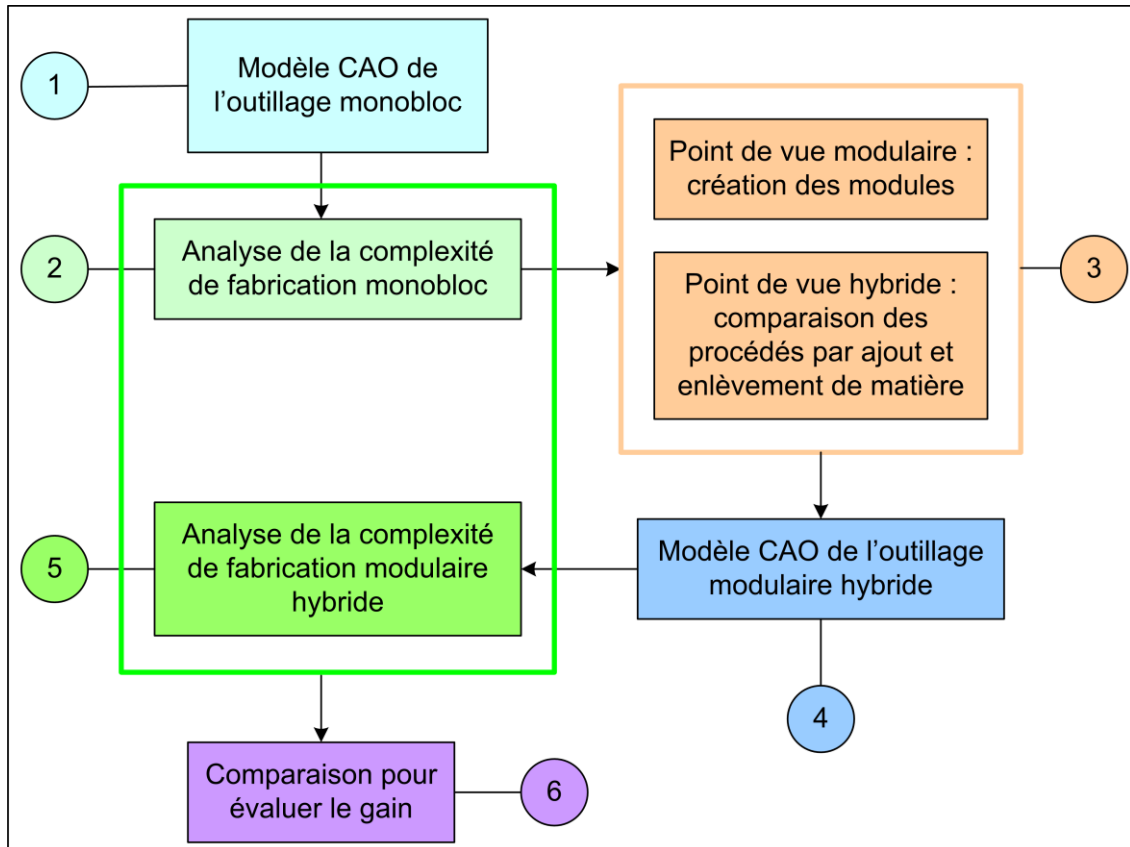 1
Modèle CAO de
l’outillage monobloc
2
Analyse de la complexité
de fabrication monobloc
Point de vue modulaire :
création des modules
Point de vue hybride :
comparaison des
procédés par ajout et
enlèvement de matière
3
Modèle CAO de l’outillage
modulaire hybride
4
5
Analyse de la complexité
de fabrication modulaire
hybride
Comparaison pour
évaluer le gain
6